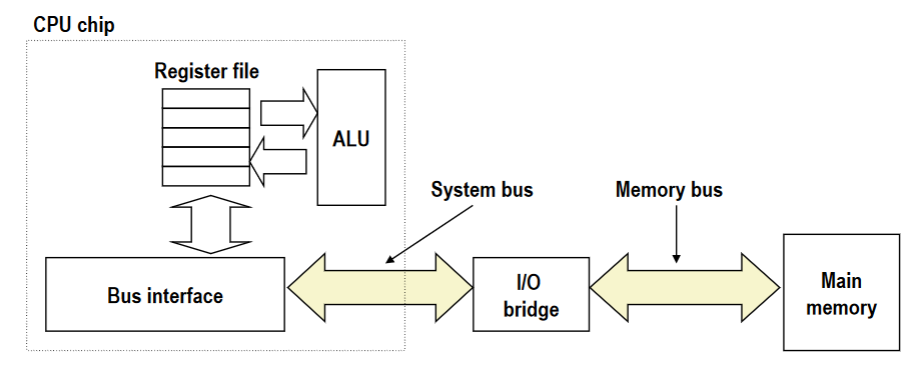 CPU chip
Register file
ALU
System bus
Memory bus
Bus interface
I/O
bridge
Main
memory